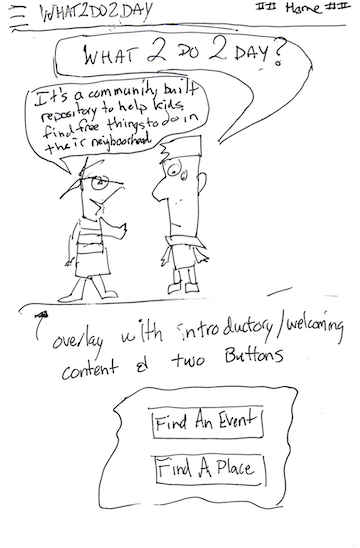 WHAT2DO2DAY
## Home ##
WHAT 2 DO 2 DAY?
It's a community built
repository to help kids
find free things to do in
their neigboorhood
overlay with introductory/welcoming
content & two Buttons
Find An Event
Find A Place